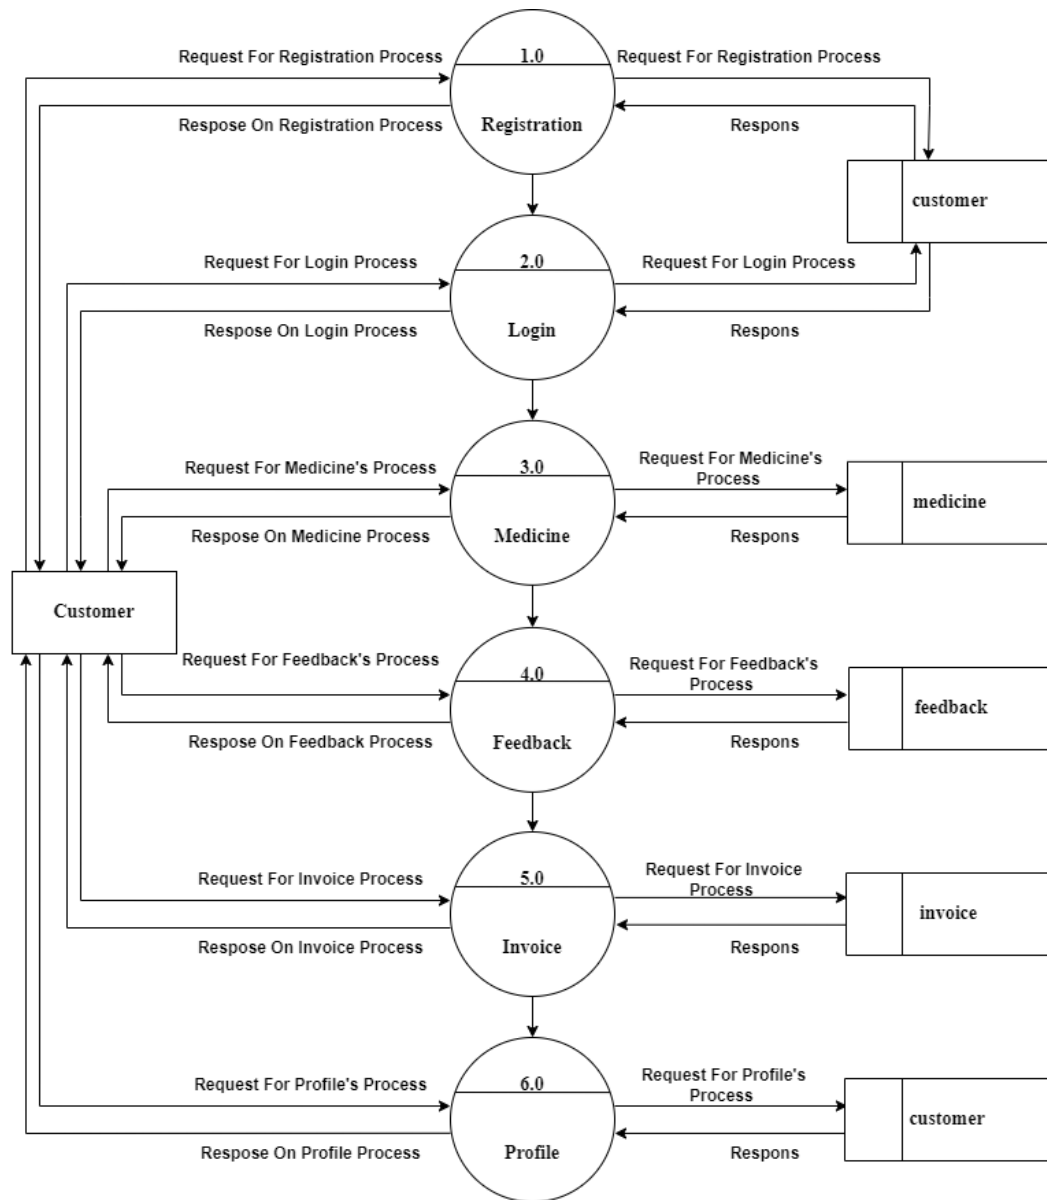 1.0
Request For Registration Process
Request For Registration Process
Respose On Registration Process
Registration
Respons
customer
2.0
Request For Login Process
Request For Login Process
Respose On Login Process
Login
Respons
3.0
Request For Medicine's Process
Request For Medicine's
Process
medicine
Respose On Medicine Process
Medicine
Respons
Customer
4.0
Request For Feedback's Process
Request For Feedback's
Process
feedback
Respose On Feedback Process
Feedback
Respons
5.0
Request For Invoice Process
Request For Invoice
Process
invoice
Respose On Invoice Process
Invoice
Respons
6.0
Request For Profile's Process
Request For Profile's
Process
customer
Respose On Profile Process
Profile
Respons